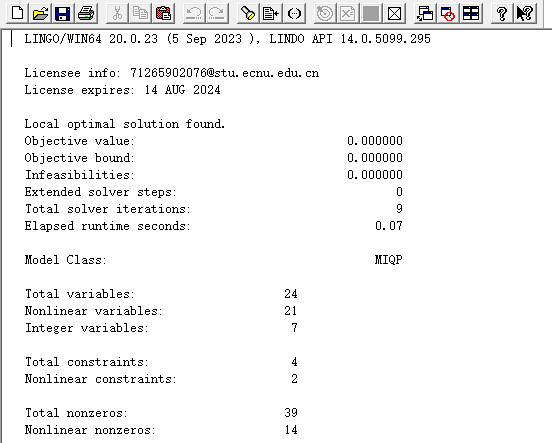 LINGO/WIN64 20.0.23 (5 Sep 2023 ), LINDO API 14.0.5099.295
Licensee info: 71265902076@stu.ecnu.edu.cn
License expires: 14 AUG 2024
Local optimal solution found.
Objective value: 0.000000
Objective bound: 0.000000
Infeasibilities: 0.000000
Extended solver steps: 0
Total solver iterations: 9
Elapsed runtime seconds: 0.07
Model Class: MIQP
Total variables: 24
Nonlinear variables: 21
Integer variables: 7
Total constraints: 4
Nonlinear constraints: 2
Total nonzeros: 39
Nonlinear nonzeros: 14